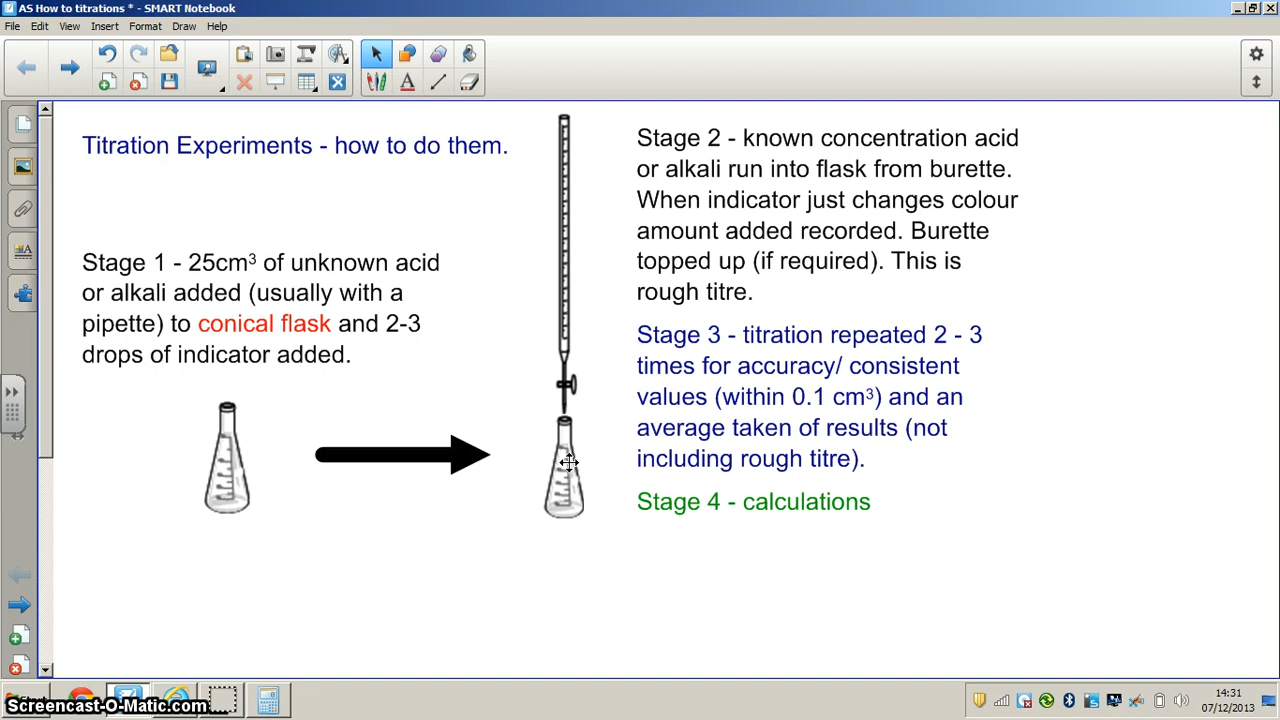 AS How to titrations * - SMART Notebook
File Edit View Insert Format Draw Help
Titration Experiments - how to do them.
Stage 1 - 25cm³ of unknown acid
or alkali added (usually with a
pipette) to conical flask and 2-3
drops of indicator added.
Stage 2 - known concentration acid
or alkali run into flask from burette.
When indicator just changes colour
amount added recorded. Burette
topped up (if required). This is
rough titre.
Stage 3 - titration repeated 2 - 3
times for accuracy/ consistent
values (within 0.1 cm³) and an
average taken of results (not
including rough titre).
Stage 4 - calculations
Screencast-O-Matic.com
14:31
07/12/2013